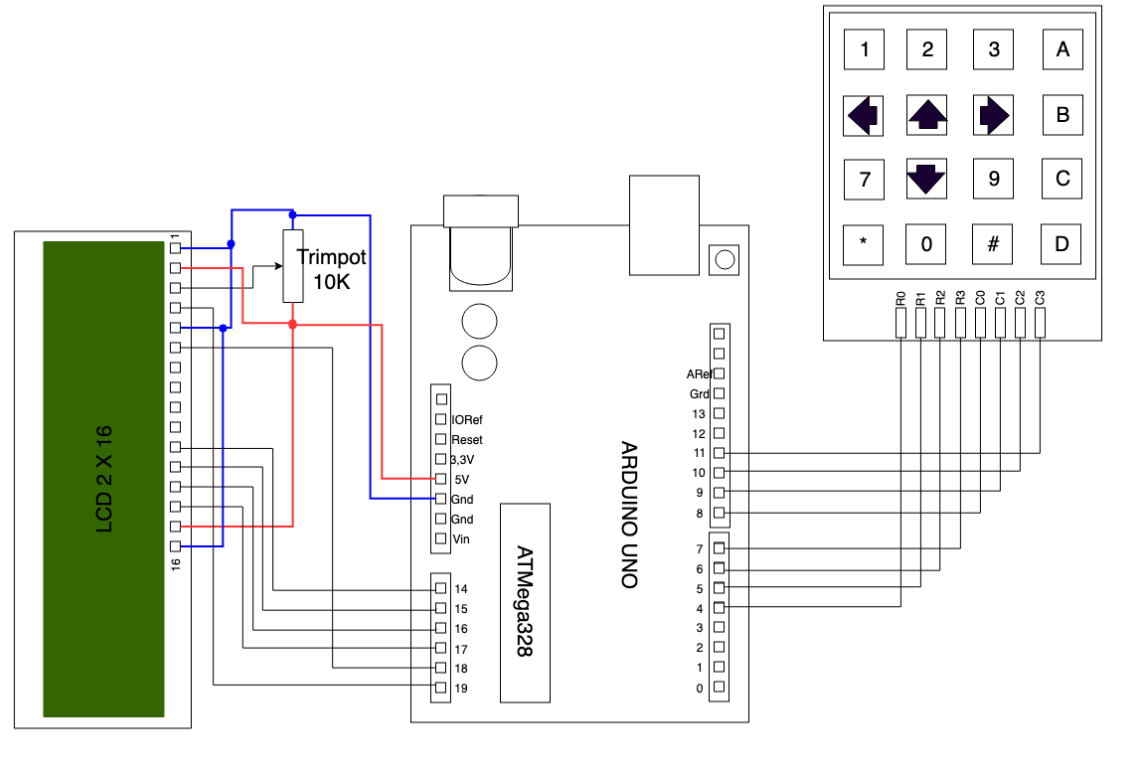 1 2 3 A
B
7 9 C
* 0 # D
R0 R1 R2 R3 C0 C1 C2 C3
1
16
LCD 2 X 16
Trimpot
10K
IORef
Reset
3,3V
5V
Gnd
Gnd
Vin
14
15
16
17
18
19
ATMega328
ARDUINO UNO
ARef
Grd
13
12
11
10
9
8
7
6
5
4
3
2
1
0